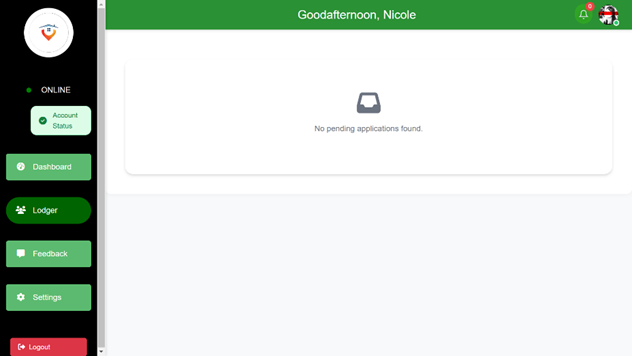 Goodafternoon, Nicole
0
ONLINE
Account
Status
Dashboard
Lodger
Feedback
Settings
Logout
No pending applications found.